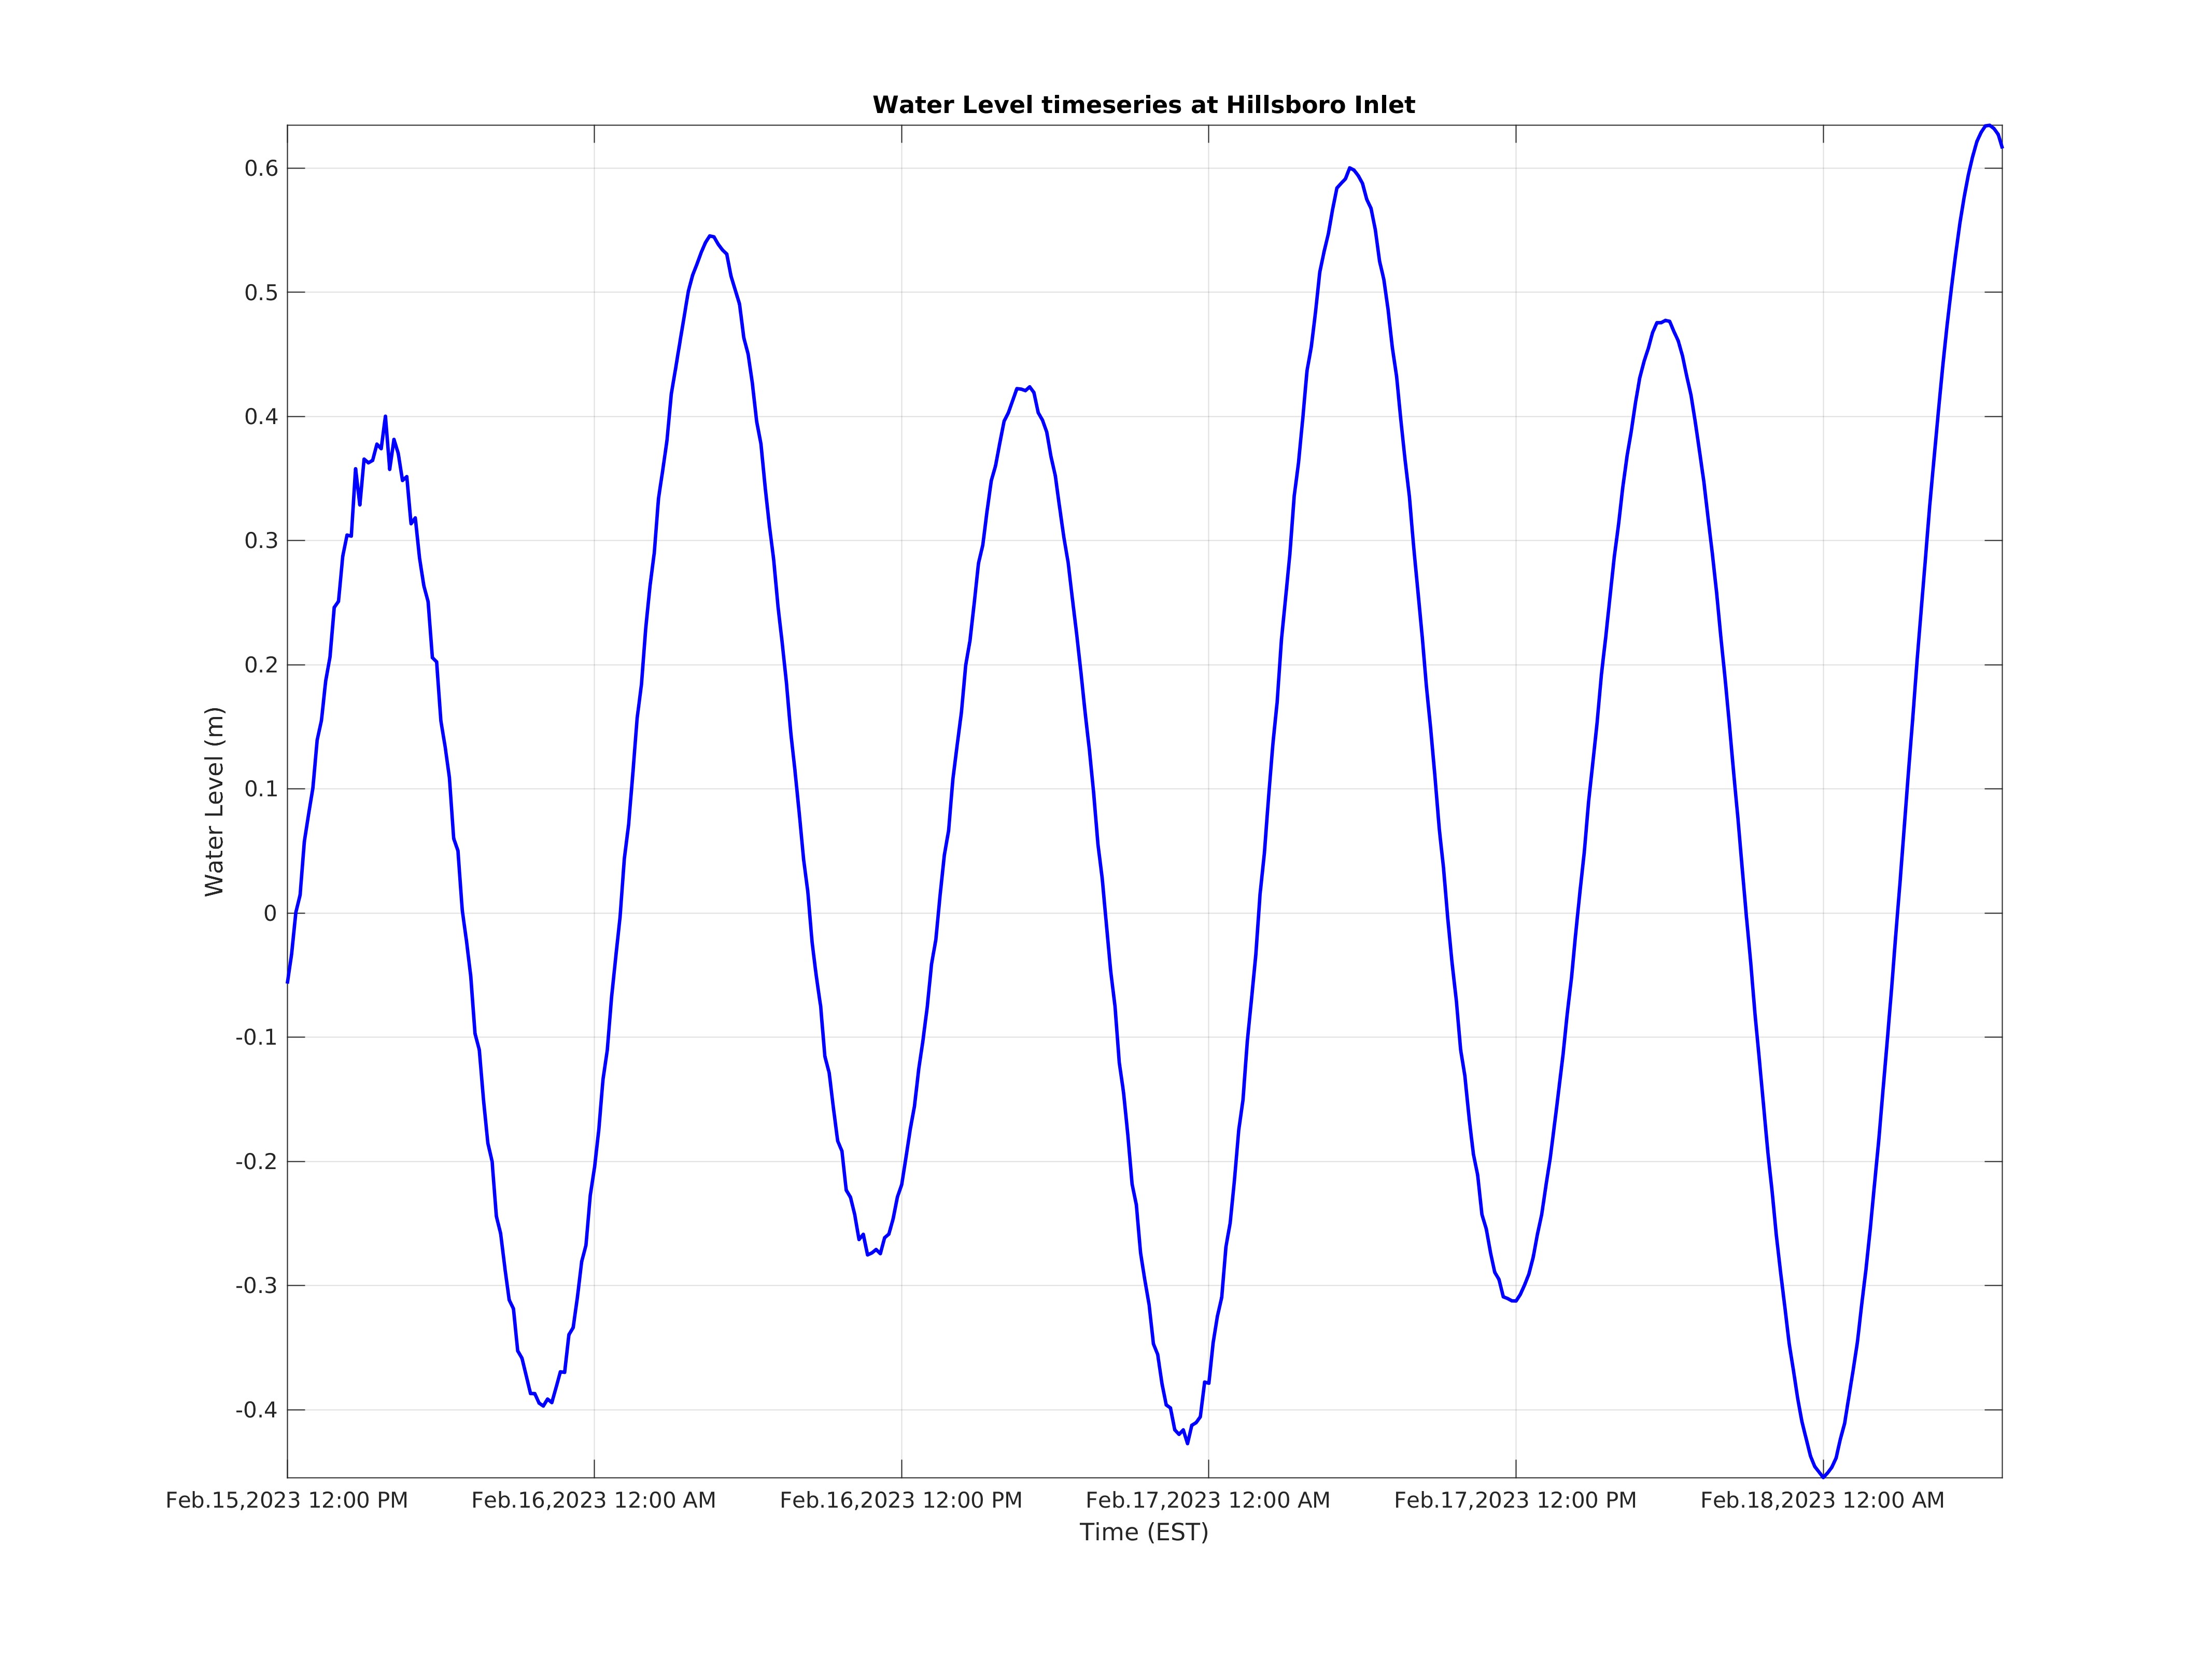 Water Level timeseries at Hillsboro Inlet
0.6
0.5
0.4
0.3
0.2
0.1
0
-0.1
-0.2
-0.3
-0.4
Water Level (m)
Feb.15,2023 12:00 PM Feb.16,2023 12:00 AM Feb.16,2023 12:00 PM Feb.17,2023 12:00 AM Feb.17,2023 12:00 PM Feb.18,2023 12:00 AM
Time (EST)